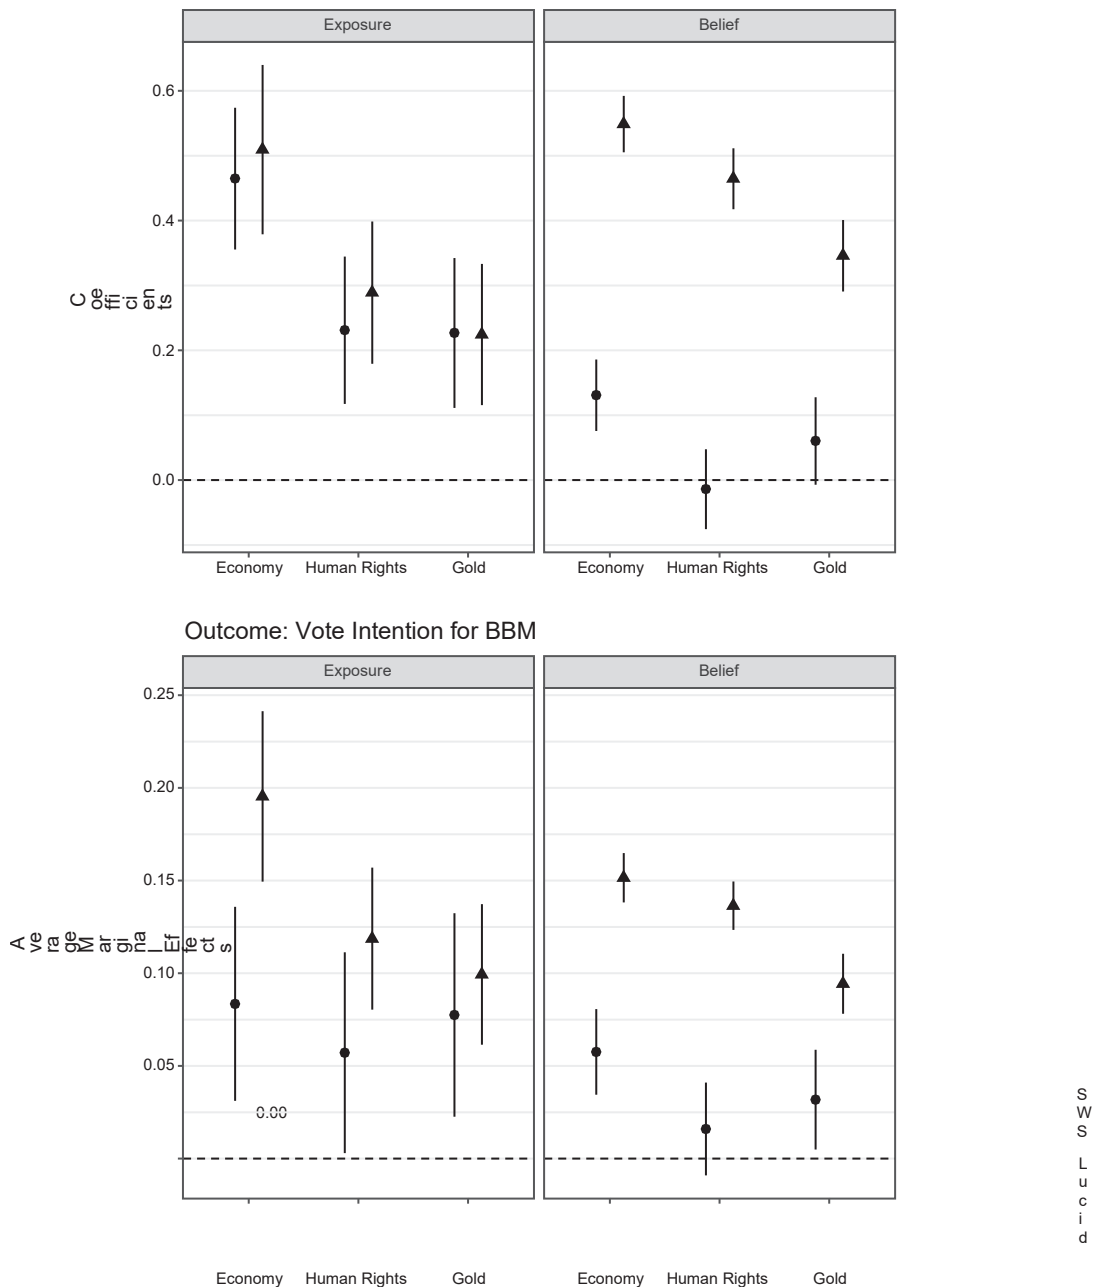 Exposure
Belief
0.6
0.4
0.2
0.0
C
oe
ffi
ci
en
ts
Economy
Human Rights
Gold
Economy
Human Rights
Gold
Outcome: Vote Intention for BBM
Exposure
Belief
0.25
0.20
0.15
0.10
0.05
0.00
A
ve
ra
ge
M
ar
gi
na
l
Ef
fe
ct
s
S
W
S
L
u
c
i
d
Economy
Human Rights
Gold
Economy
Human Rights
Gold